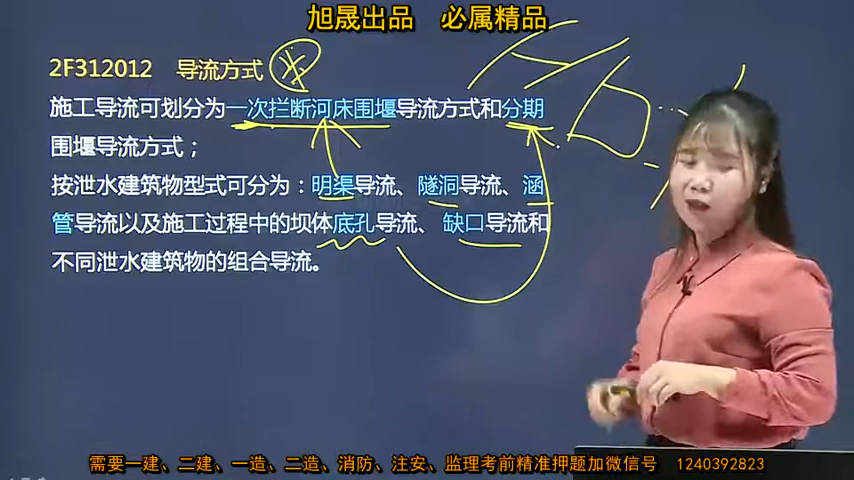 旭晟出品　必属精品
2F312012　导流方式
施工导流可划分为一次拦断河床围堰导流方式和分期
围堰导流方式；
按泄水建筑物型式可分为：明渠导流、隧洞导流、涵
管导流以及施工过程中的坝体底孔导流、缺口导流和
不同泄水建筑物的组合导流。
需要一建、二建、一造、二造、消防、注安、监理考前精准押题加微信号　1240392823